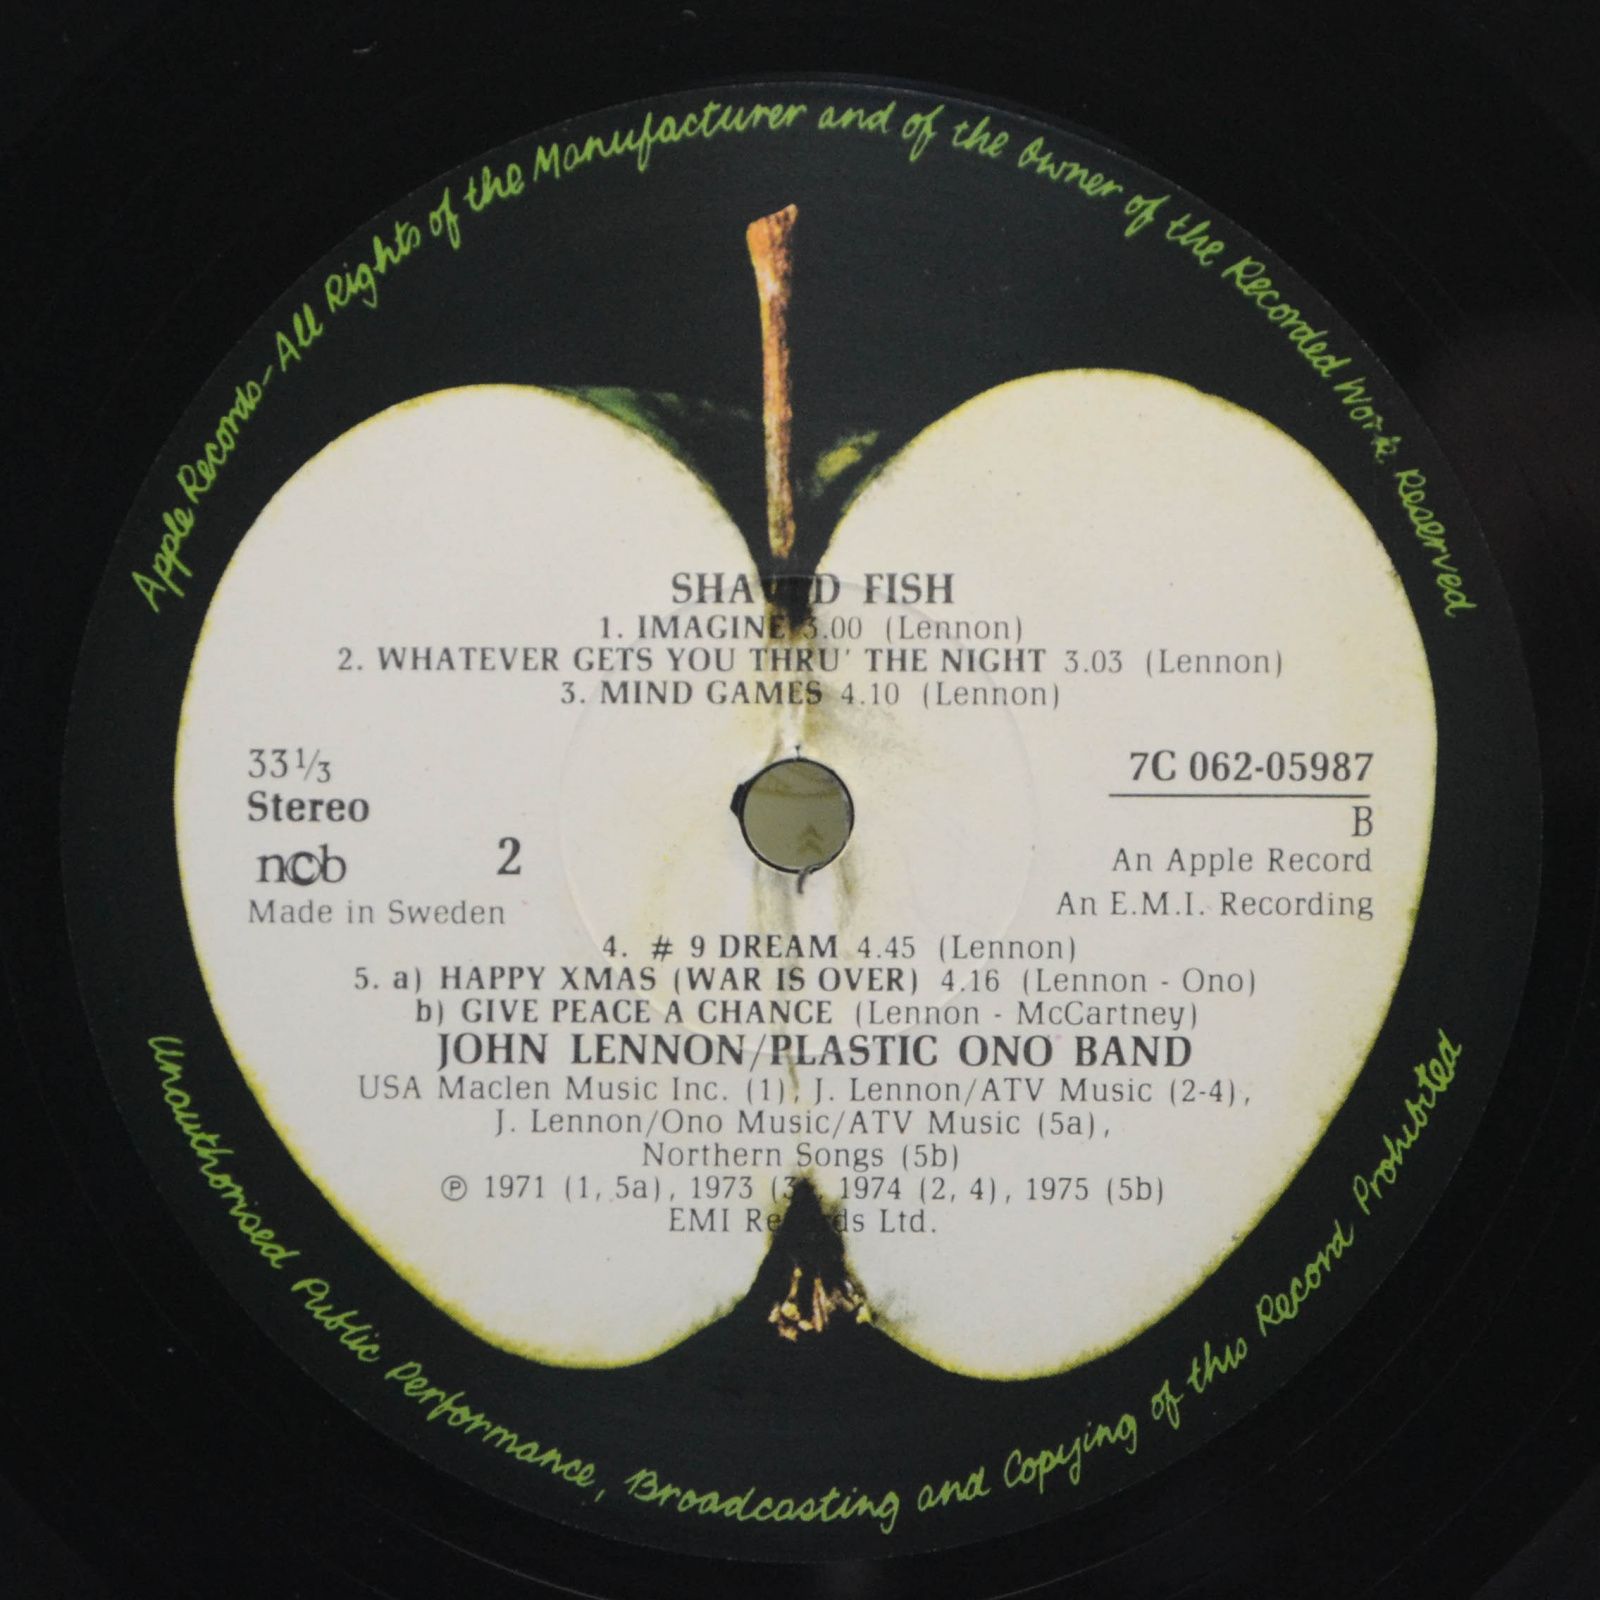 Apple Records-All Rights of the Manufacturer and of the Owner of the Recorded Work Reserved
SHAVED FISH
1. IMAGINE 3.00 (Lennon)
2. WHATEVER GETS YOU THRU' THE NIGHT 3.03 (Lennon)
3. MIND GAMES 4.10 (Lennon)
33⅓
Stereo
ncb 2
Made in Sweden
7C 062-05987
B
An Apple Record
An E.M.I. Recording
4. # 9 DREAM 4.45 (Lennon)
5. a) HAPPY XMAS (WAR IS OVER) 4.16 (Lennon - Ono)
b) GIVE PEACE A CHANCE (Lennon - McCartney)
JOHN LENNON/PLASTIC ONO BAND
USA Maclen Music Inc. (1), J. Lennon/ATV Music (2-4),
J. Lennon/Ono Music/ATV Music (5a),
Northern Songs (5b)
℗ 1971 (1, 5a), 1973 (3), 1974 (2, 4), 1975 (5b)
EMI Records Ltd.
Unauthorised Public Performance, Broadcasting and Copying of this Record Prohibited